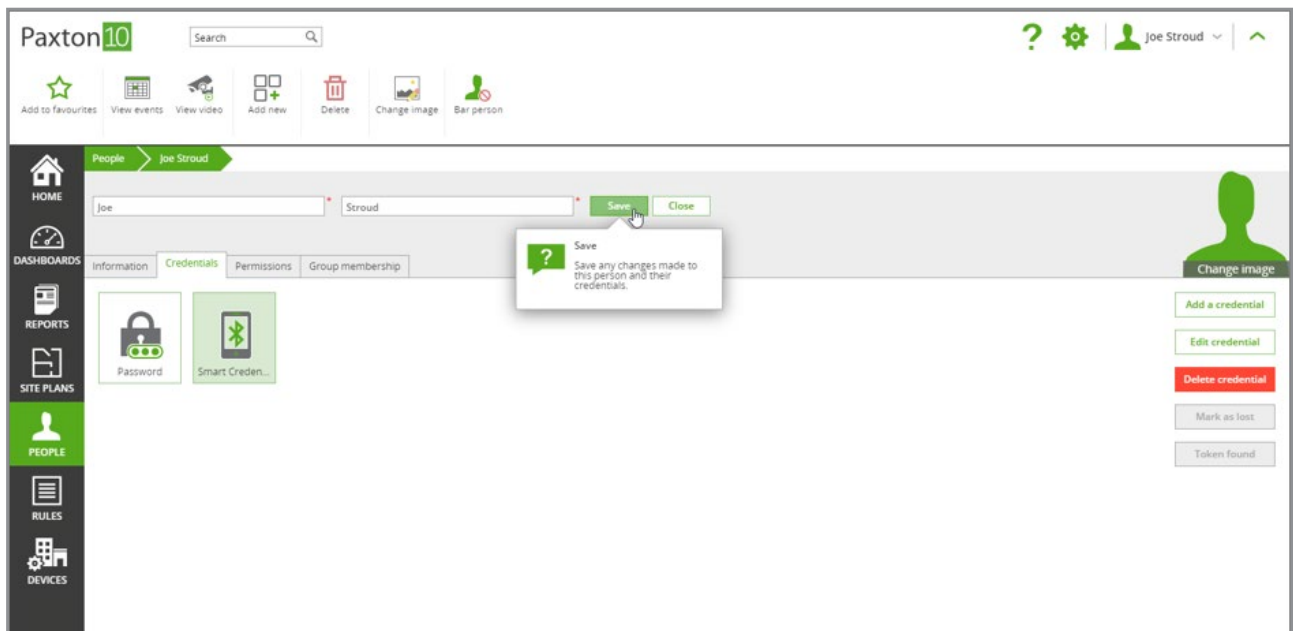 Paxton10
Search
Joe Stroud
Add to favourites
View events
View video
Add new
Delete
Change image
Bar person
People
Joe Stroud
HOME
Joe
*
Stroud
*
Save
Close
DASHBOARDS
Information
Credentials
Permissions
Group membership
?
Save
Save any changes made to
this person and their
credentials.
Change image
REPORTS
Password
Smart Creden...
Add a credential
Edit credential
SITE PLANS
Delete credential
Mark as lost
PEOPLE
Token found
RULES
DEVICES